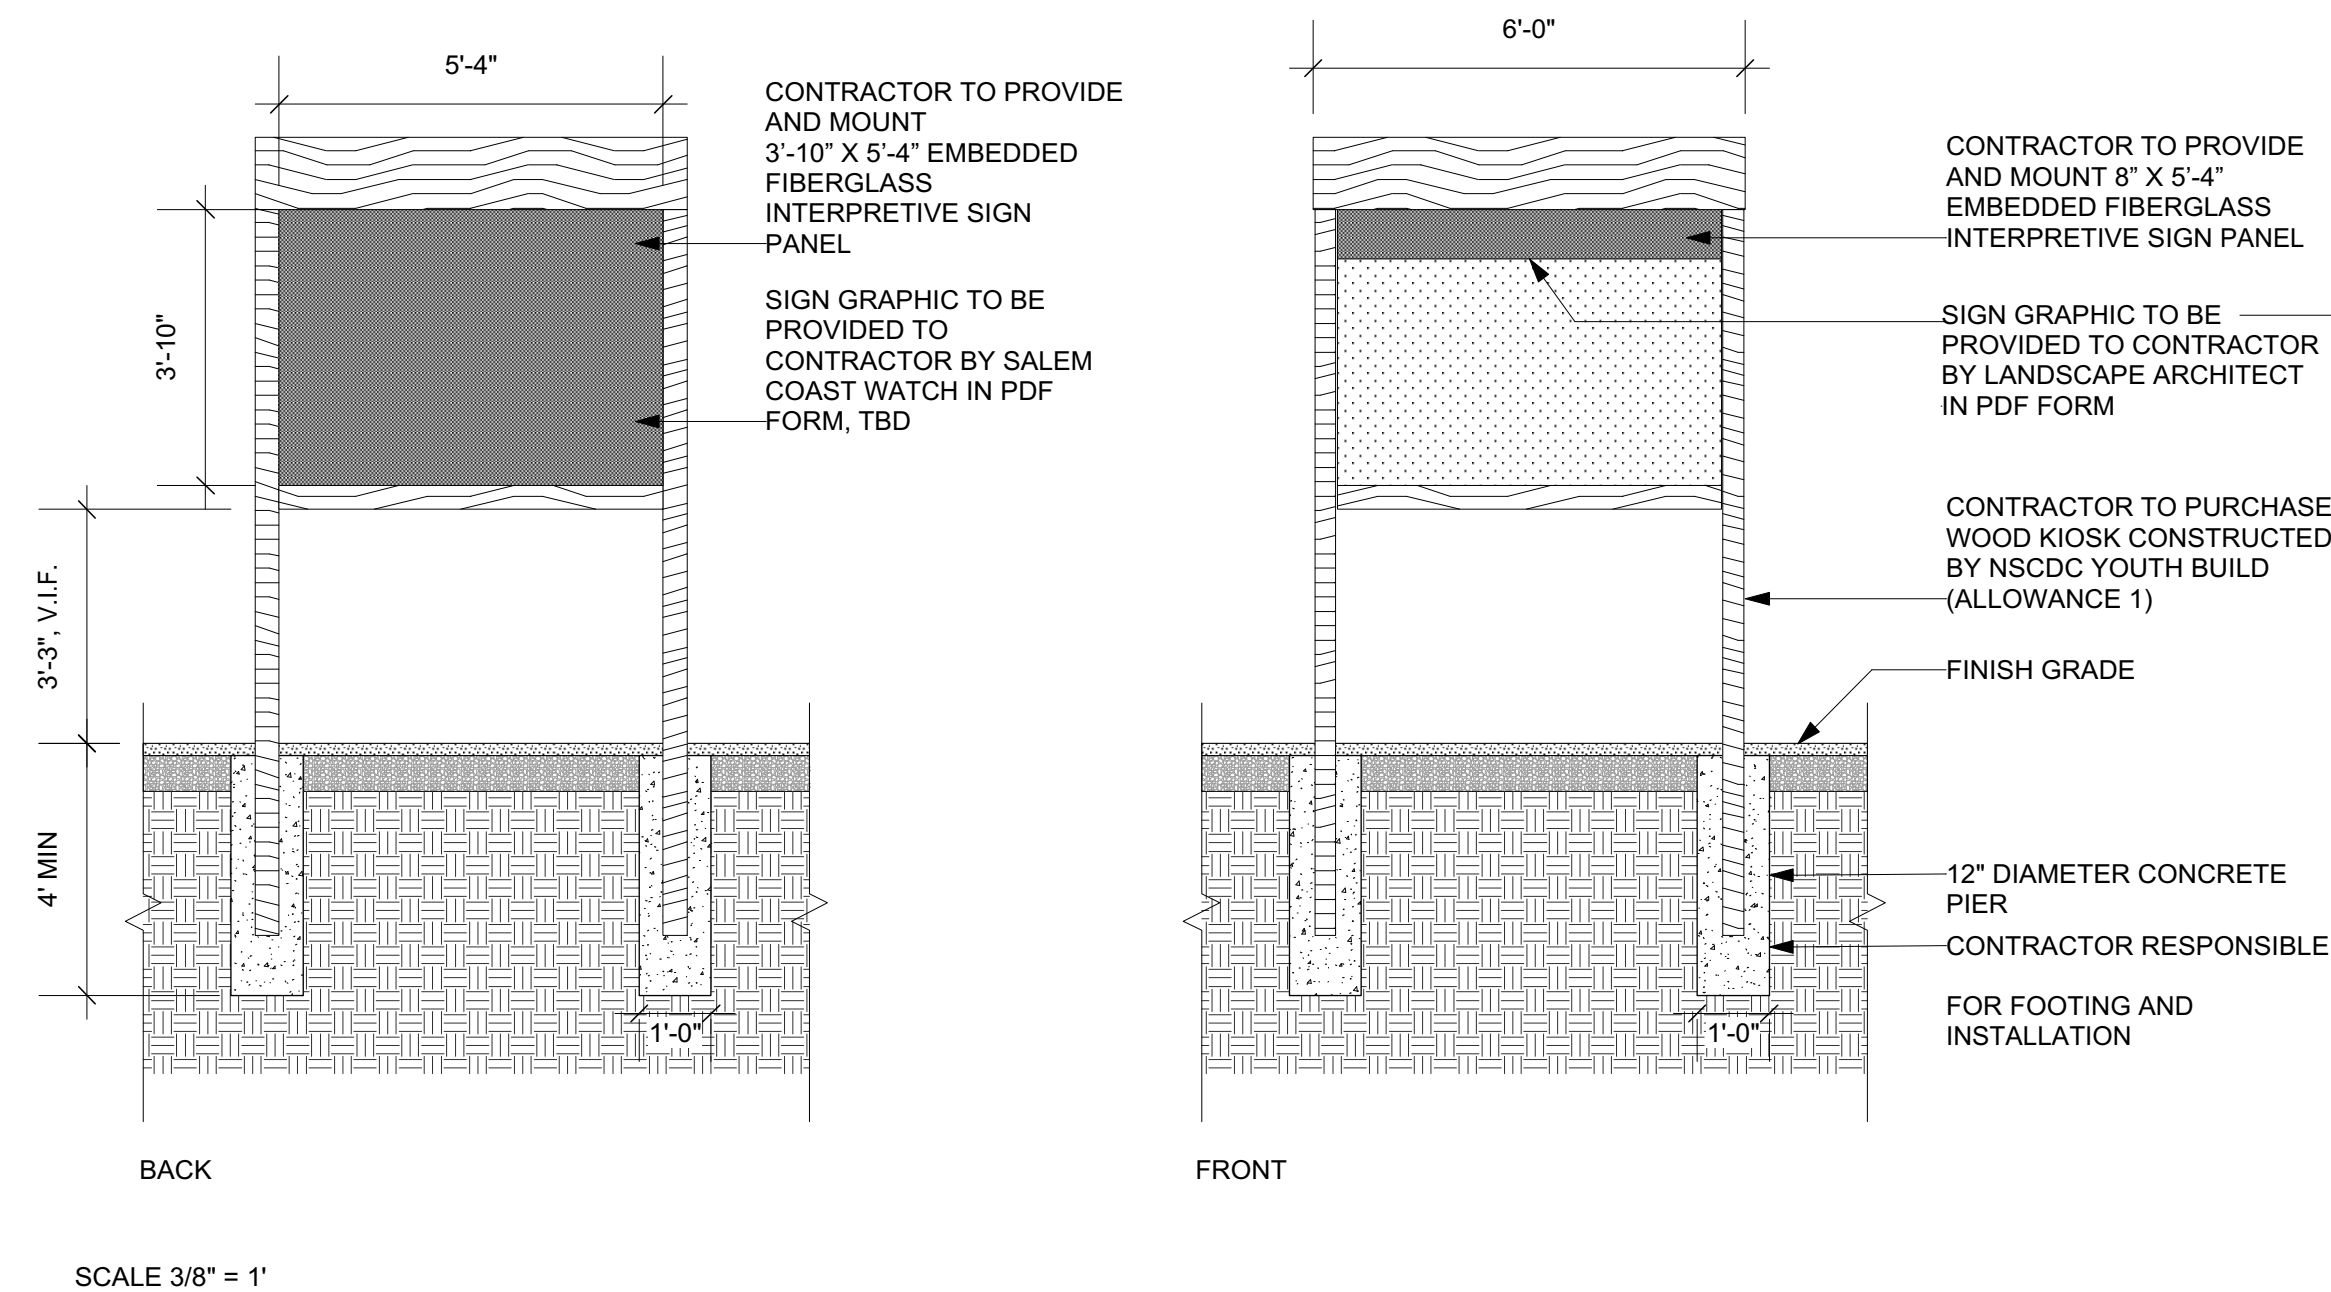 5'-4"
CONTRACTOR TO PROVIDE
AND MOUNT
3’-10” X 5’-4” EMBEDDED
FIBERGLASS
INTERPRETIVE SIGN
PANEL
SIGN GRAPHIC TO BE
PROVIDED TO
CONTRACTOR BY SALEM
COAST WATCH IN PDF
FORM, TBD
3'-10"
3'-3", V.I.F.
4' MIN
1'-0"
BACK
6'-0"
CONTRACTOR TO PROVIDE
AND MOUNT 8” X 5’-4”
EMBEDDED FIBERGLASS
INTERPRETIVE SIGN PANEL
SIGN GRAPHIC TO BE
PROVIDED TO CONTRACTOR
BY LANDSCAPE ARCHITECT
IN PDF FORM
CONTRACTOR TO PURCHASE
WOOD KIOSK CONSTRUCTED
BY NSCDC YOUTH BUILD
(ALLOWANCE 1)
FINISH GRADE
12" DIAMETER CONCRETE
PIER
CONTRACTOR RESPONSIBLE
FOR FOOTING AND
INSTALLATION
1'-0"
FRONT
SCALE 3/8" = 1'